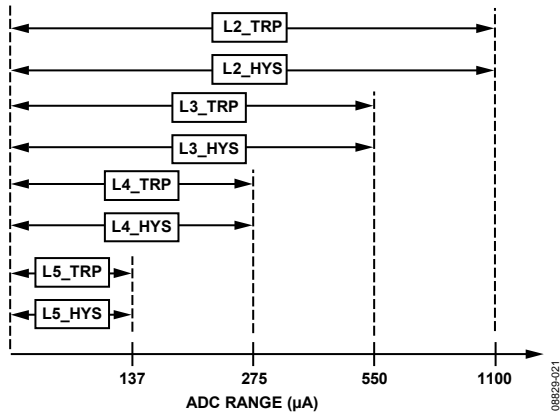 L2_TRP
L2_HYS
L3_TRP
L3_HYS
L4_TRP
L4_HYS
L5_TRP
L5_HYS
137 275 550 1100
ADC RANGE (µA)
08829-021